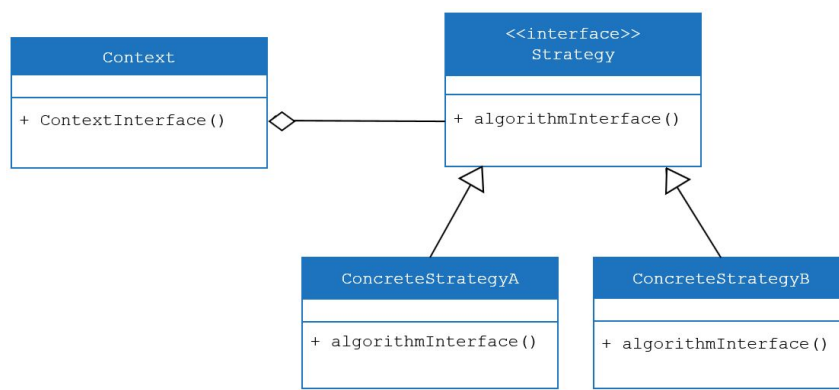 Context
+ ContextInterface()
<<interface>>
Strategy
+ algorithmInterface()
ConcreteStrategyA
+ algorithmInterface()
ConcreteStrategyB
+ algorithmInterface()